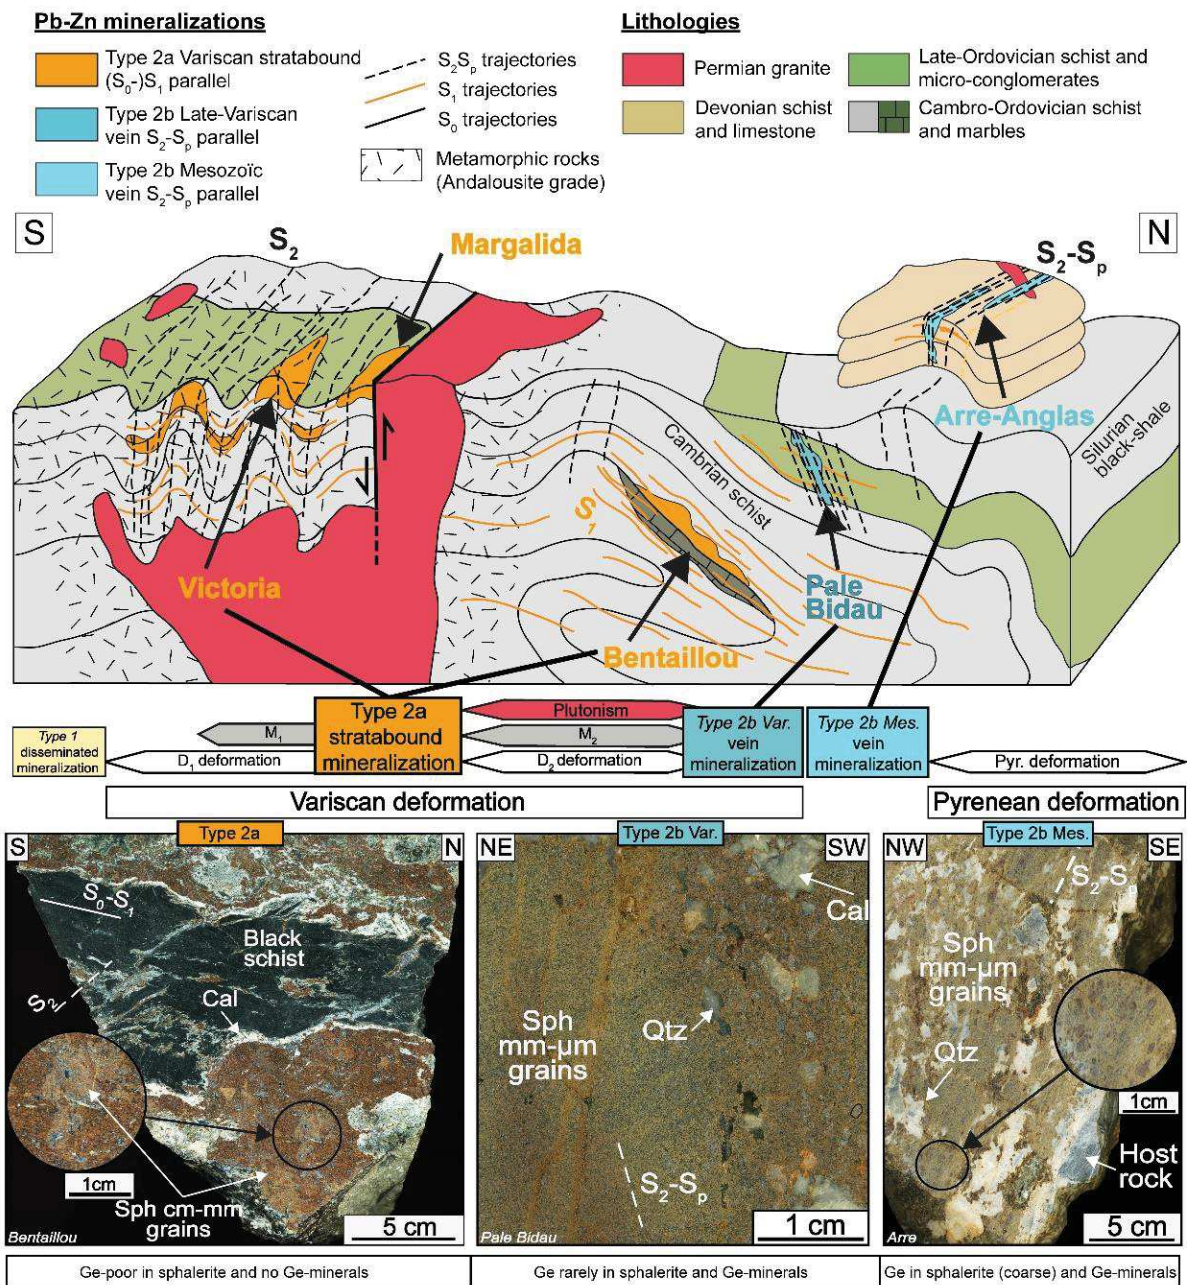 Pb-Zn mineralizations
Type 2a Variscan stratabound
(S0-)S1 parallel
Type 2b Late-Variscan
vein S2-Sp parallel
Type 2b Mesozoïc
vein S2-Sp parallel
S2Sp trajectories
S1 trajectories
S0 trajectories
Metamorphic rocks
(Andalousite grade)
Lithologies
Permian granite
Devonian schist
and limestone
Late-Ordovician schist and
micro-conglomerates
Cambro-Ordovician schist
and marbles
S
N
S2
Margalida
S2-Sp
Arre-Anglas
Silurian
black-shale
Cambrian schist
S1
Victoria
Bentaillou
Pale
Bidau
Type 1
disseminated
mineralization
M1
D1 deformation
Type 2a
stratabound
mineralization
Plutonism
M2
D2 deformation
Type 2b Var.
vein
mineralization
Type 2b Mes.
vein
mineralization
Pyr. deformation
Variscan deformation
Pyrenean deformation
Type 2a
S
N
S0-S1
Black
schist
S2
Cal
1cm
Sph cm-mm
grains
5 cm
Bentaillou
Type 2b Var.
NE
SW
Cal
Sph
mm-µm
grains
Qtz
S2-Sp
1 cm
Pale Bidau
Type 2b Mes.
NW
SE
S2-Sp
Sph
mm-µm
grains
Qtz
1cm
Host
rock
5 cm
Arre
Ge-poor in sphalerite and no Ge-minerals
Ge rarely in sphalerite and Ge-minerals
Ge in sphalerite (coarse) and Ge-minerals